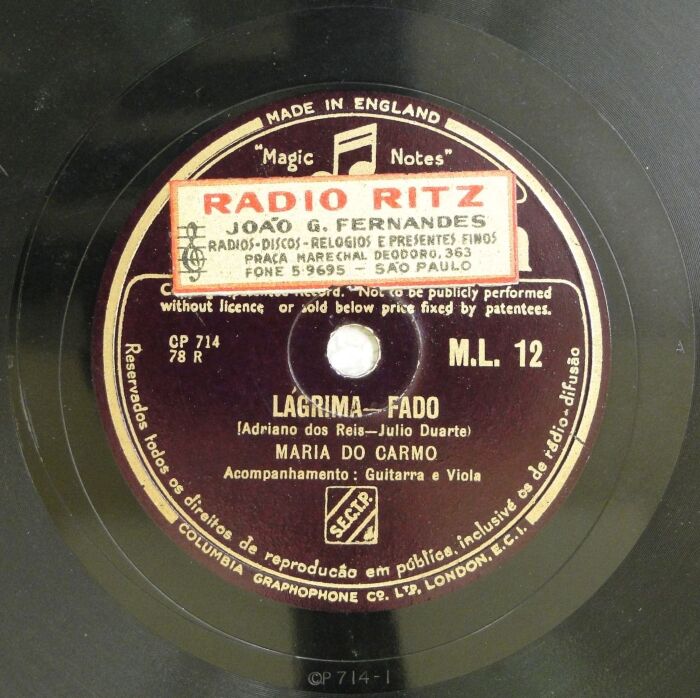 MADE IN ENGLAND
"Magic Notes"
RADIO RITZ
JOÃO G. FERNANDES
RADIOS-DISCOS-RELOGIOS E PRESENTES FINOS
PRAÇA MARECHAL DEODORO, 363
FONE 5-9695 - SÃO PAULO
Record. Not to be publicly performed
without licence or sold below price fixed by patentees.
CP 714
78 R
M.L. 12
LÁGRIMA—FADO
(Adriano dos Reis—Julio Duarte)
MARIA DO CARMO
Acompanhamento: Guitarra e Viola
S.E.C.T.P.
Reservados todos os direitos de reprodução em pública, inclusivé os de rádio-difusão
COLUMBIA GRAPHOPHONE CO. LTD, LONDON, E.C.1.
CP 714-1